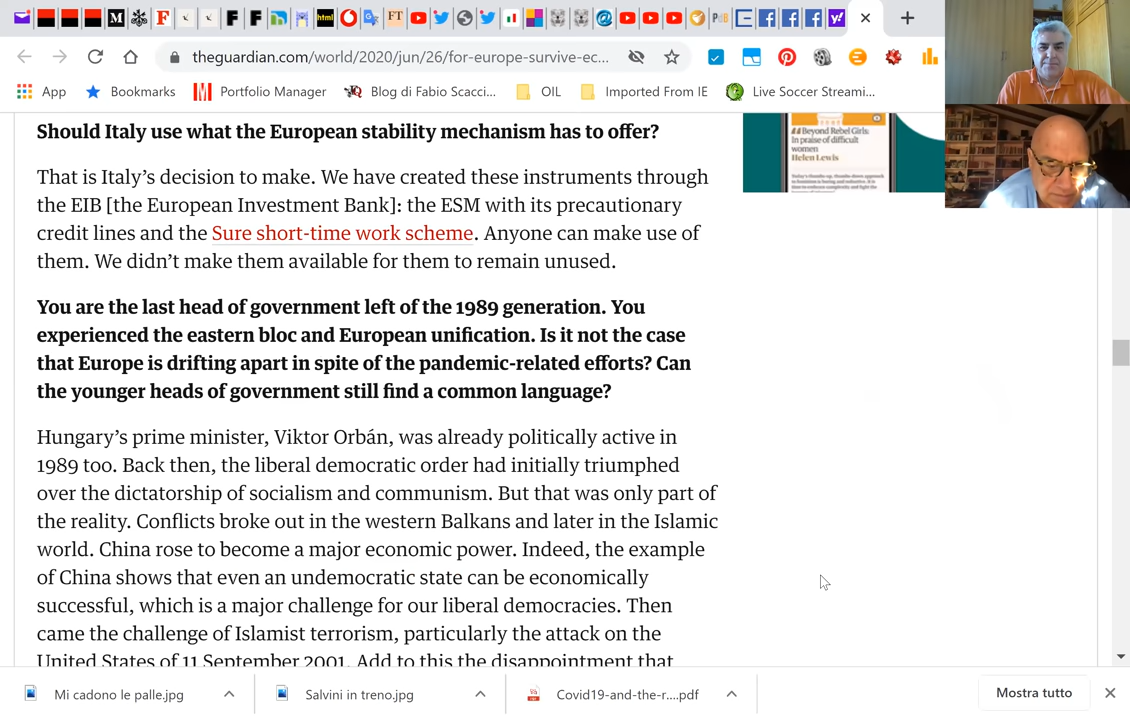 theguardian.com/world/2020/jun/26/for-europe-survive-ec...
App
Bookmarks
Portfolio Manager
Blog di Fabio Scacci...
OIL
Imported From IE
Live Soccer Streami...
Should Italy use what the European stability mechanism has to offer?
That is Italy’s decision to make. We have created these instruments through
the EIB [the European Investment Bank]: the ESM with its precautionary
credit lines and the Sure short-time work scheme. Anyone can make use of
them. We didn’t make them available for them to remain unused.
You are the last head of government left of the 1989 generation. You
experienced the eastern bloc and European unification. Is it not the case
that Europe is drifting apart in spite of the pandemic-related efforts? Can
the younger heads of government still find a common language?
Hungary’s prime minister, Viktor Orbán, was already politically active in
1989 too. Back then, the liberal democratic order had initially triumphed
over the dictatorship of socialism and communism. But that was only part of
the reality. Conflicts broke out in the western Balkans and later in the Islamic
world. China rose to become a major economic power. Indeed, the example
of China shows that even an undemocratic state can be economically
successful, which is a major challenge for our liberal democracies. Then
came the challenge of Islamist terrorism, particularly the attack on the
United States of 11 September 2001. Add to this the disappointment that
Beyond Rebel Girls:
In praise of difficult
women
Helen Lewis
Mi cadono le palle.jpg
Salvini in treno.jpg
Covid19-and-the-r....pdf
Mostra tutto